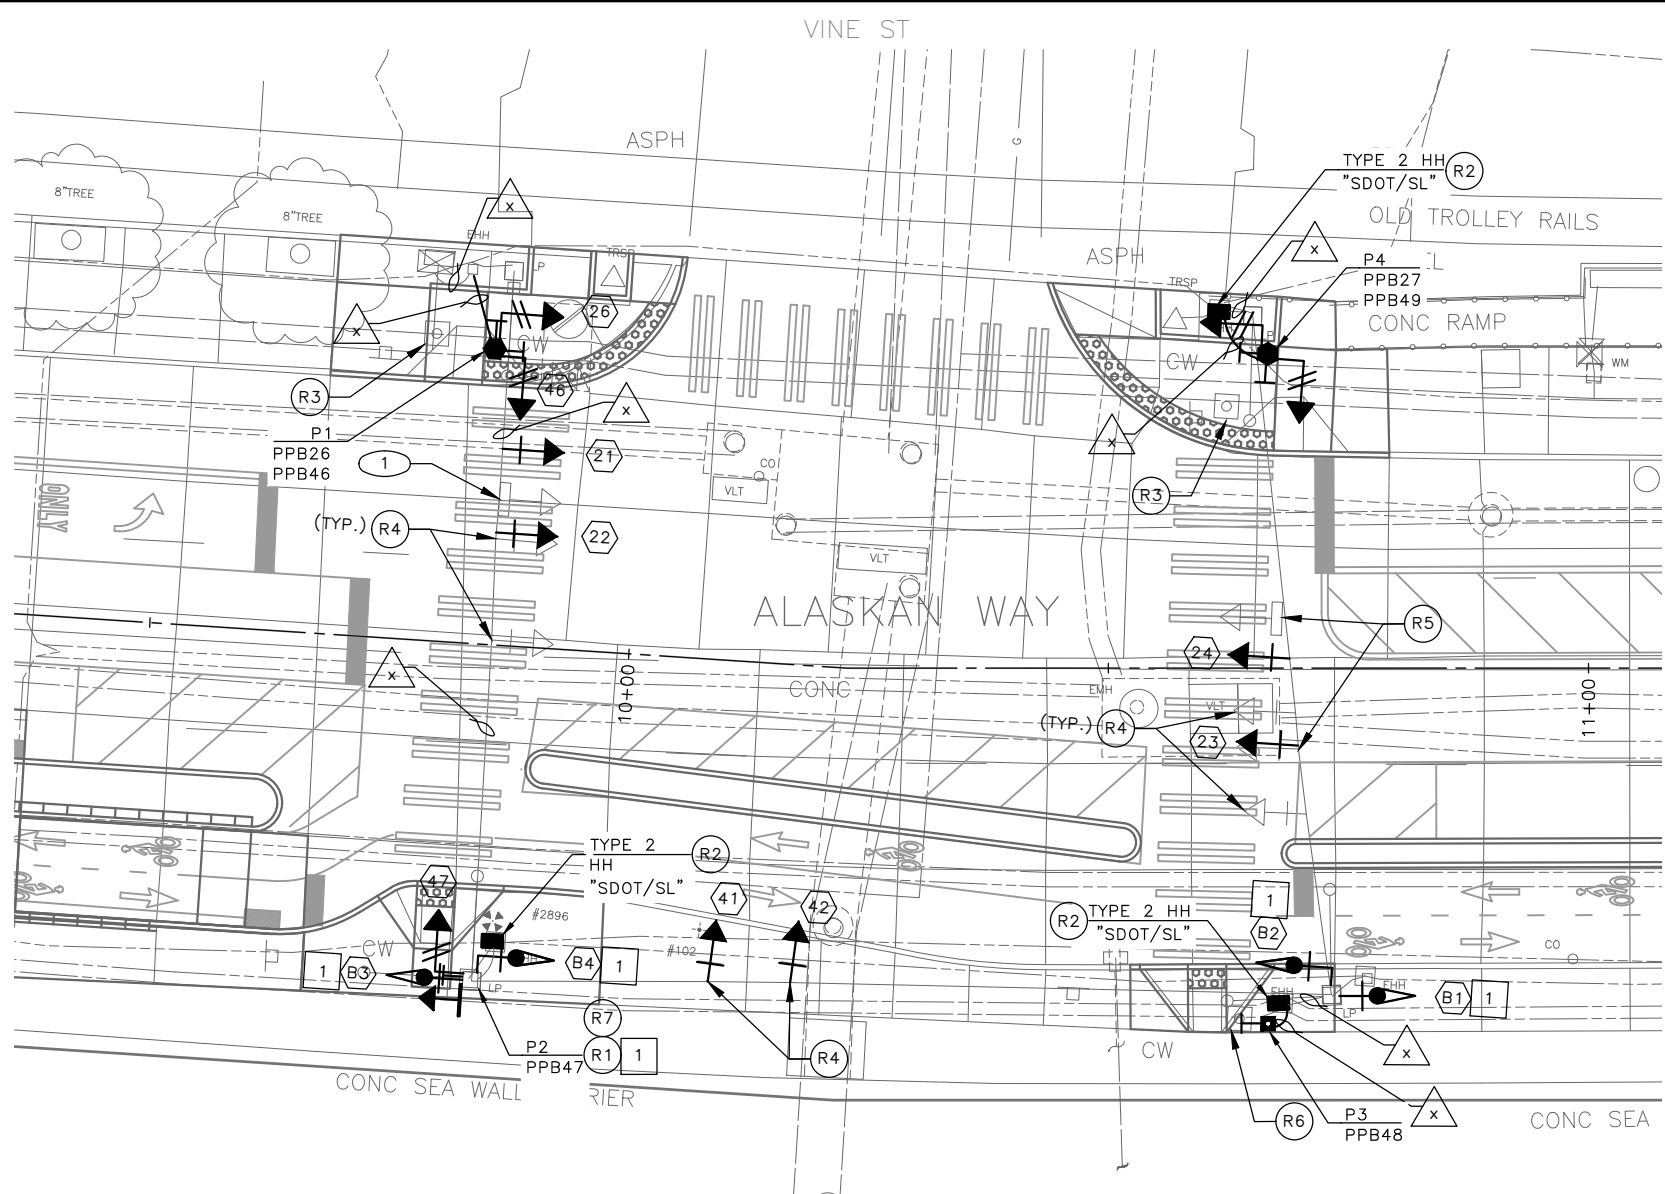 VINE ST
ASPH
G
TYPE 2 HH
"SDOT/SL"
R2
8"TREE
8"TREE
X
OLD TROLLEY RAILS
EHH
LP
TRSP
ASPH
X
TRSP
P4
PPB27
PPB49
CONC RAMP
26
CW
X
CW
WM
R3
46
X
P1
PPB26
PPB46
X
21
1
CO
VLT
R3
ONLY
(TYP.)
R4
22
VLT
ALASKAN WAY
R5
24
X
10+00
CONC
EMH
VLT
11+00
(TYP.)
R4
23
TYPE 2
HH
"SDOT/SL"
R2
47
41
42
1
#2896
R2
TYPE 2 HH
"SDOT/SL"
B2
CW
#102
CO
1
B3
B4
1
LP
EHH
EHH
B1
1
LP
R7
P2
PPB47
R1
1
R4
CW
X
CONC SEA WALL
RIER
R6
P3
PPB48
X
CONC SEA